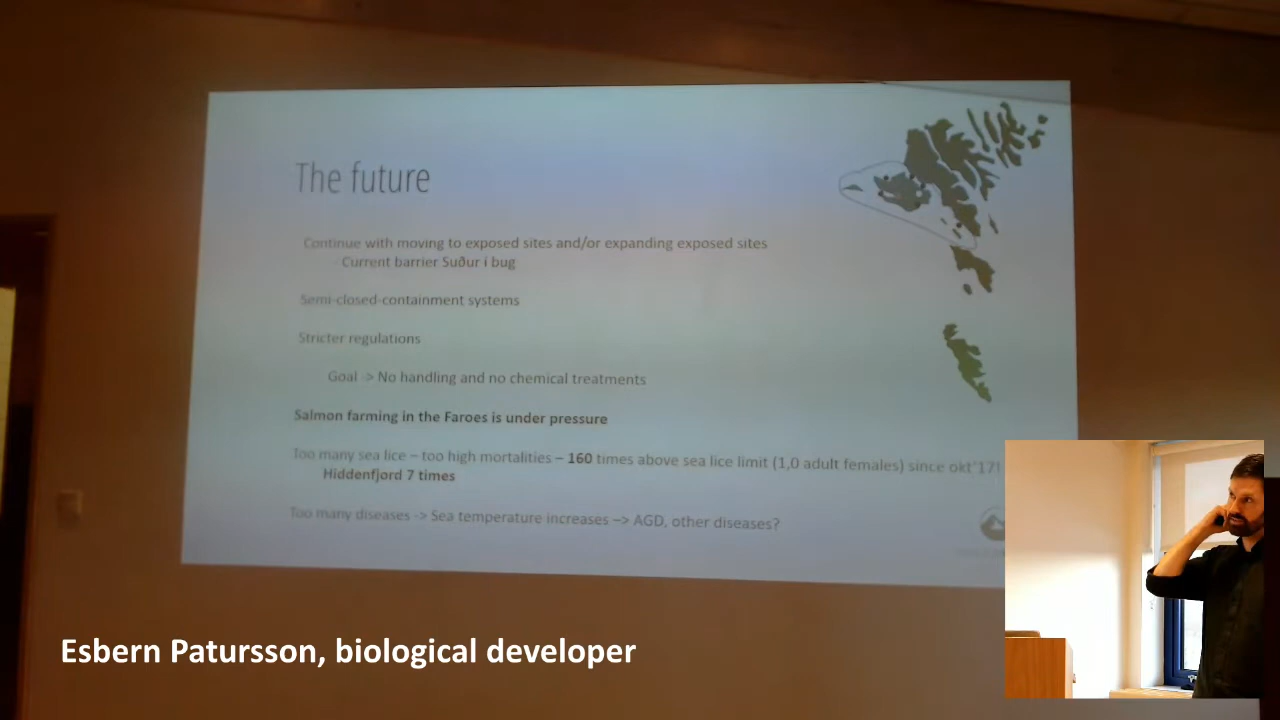 The future
Continue with moving to exposed sites and/or expanding exposed sites
- Current barrier Suður í bug
Semi-closed-containment systems
Stricter regulations
Goal -> No handling and no chemical treatments
Salmon farming in the Faroes is under pressure
Too many sea lice – too high mortalities – 160 times above sea lice limit (1,0 adult females) since okt'17!
Hiddenfjord 7 times
Too many diseases -> Sea temperature increases –> AGD, other diseases?
Esbern Patursson, biological developer